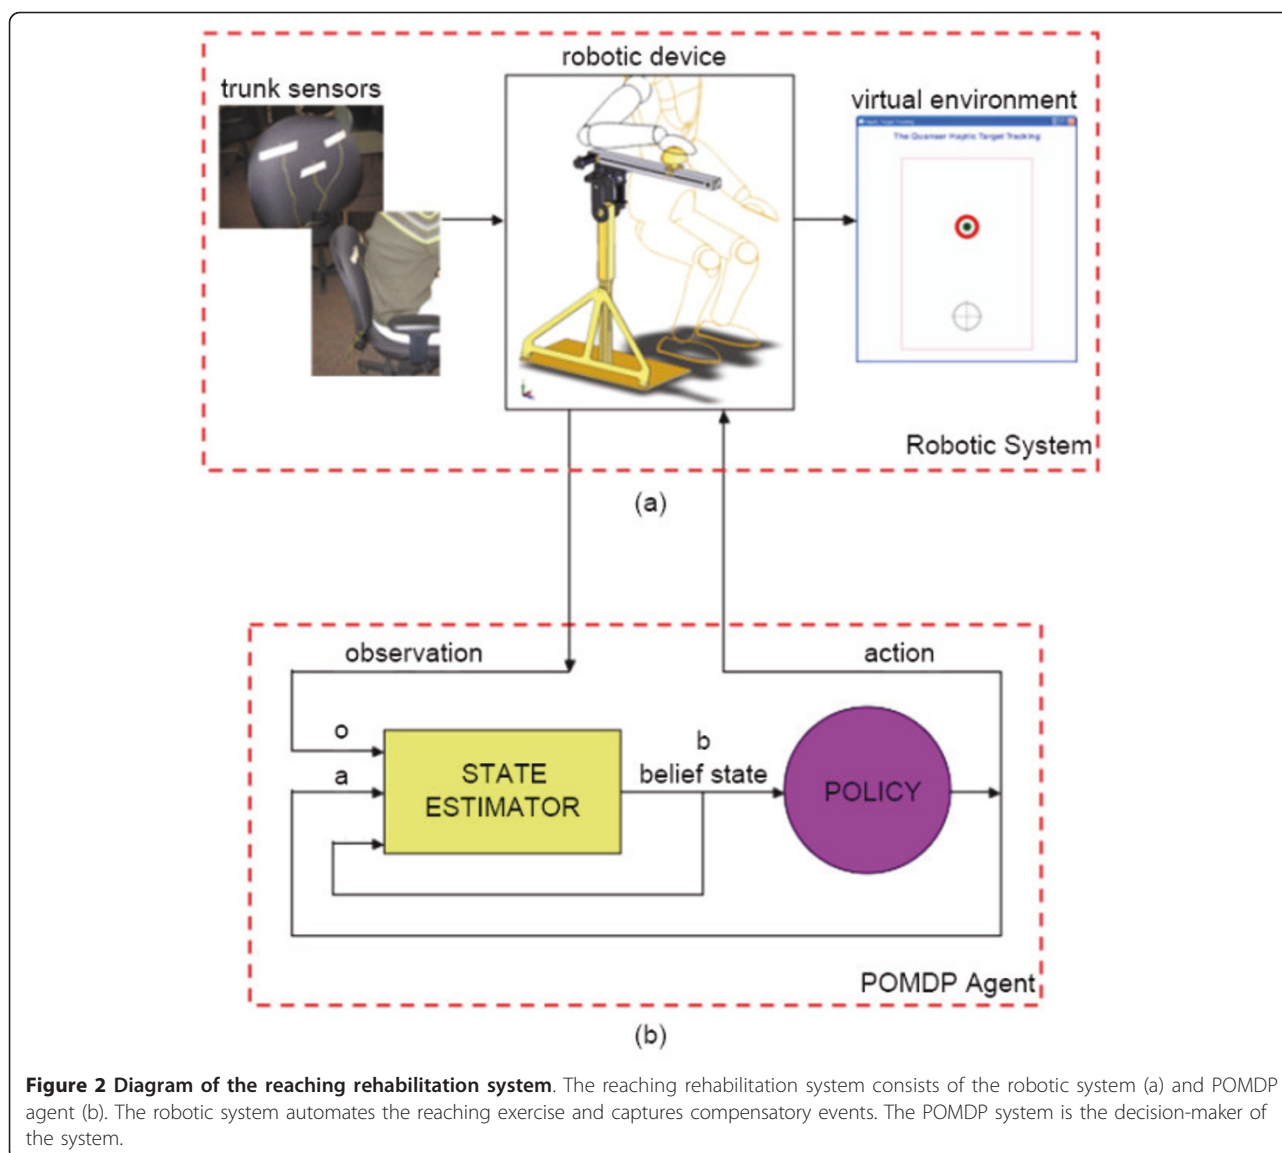 robotic device
trunk sensors
virtual environment
The Quanser Haptic Target Tracking
Robotic System
(a)
observation
action
o
a
b
belief state
STATE
ESTIMATOR
POLICY
POMDP Agent
(b)
Figure 2 Diagram of the reaching rehabilitation system. The reaching rehabilitation system consists of the robotic system (a) and POMDP
agent (b). The robotic system automates the reaching exercise and captures compensatory events. The POMDP system is the decision-maker of
the system.